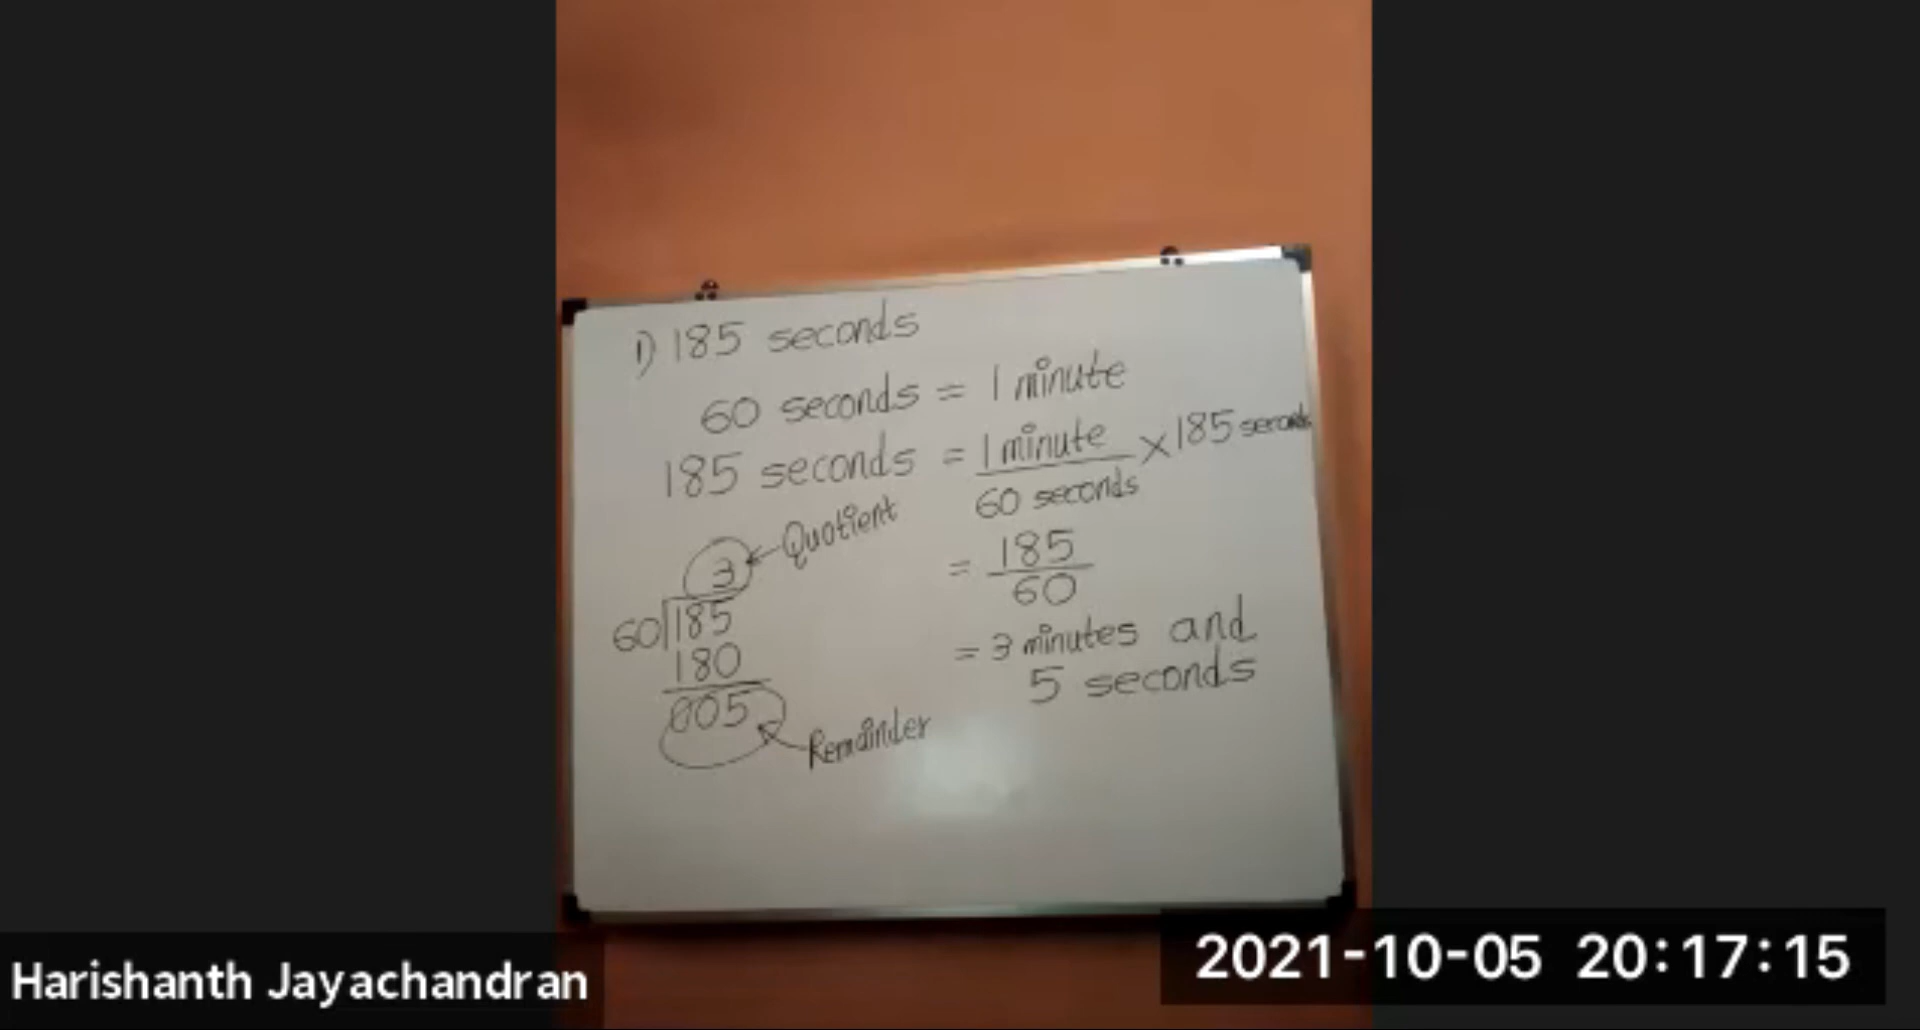 1) 185 seconds
60 seconds = 1 minute
185 seconds = 1 minute × 185 seconds
60 seconds
= 185
60
= 3 minutes and
5 seconds
3 ← Quotient
60 185
180
005 ← Remainder
Harishanth Jayachandran
2021-10-05 20:17:15